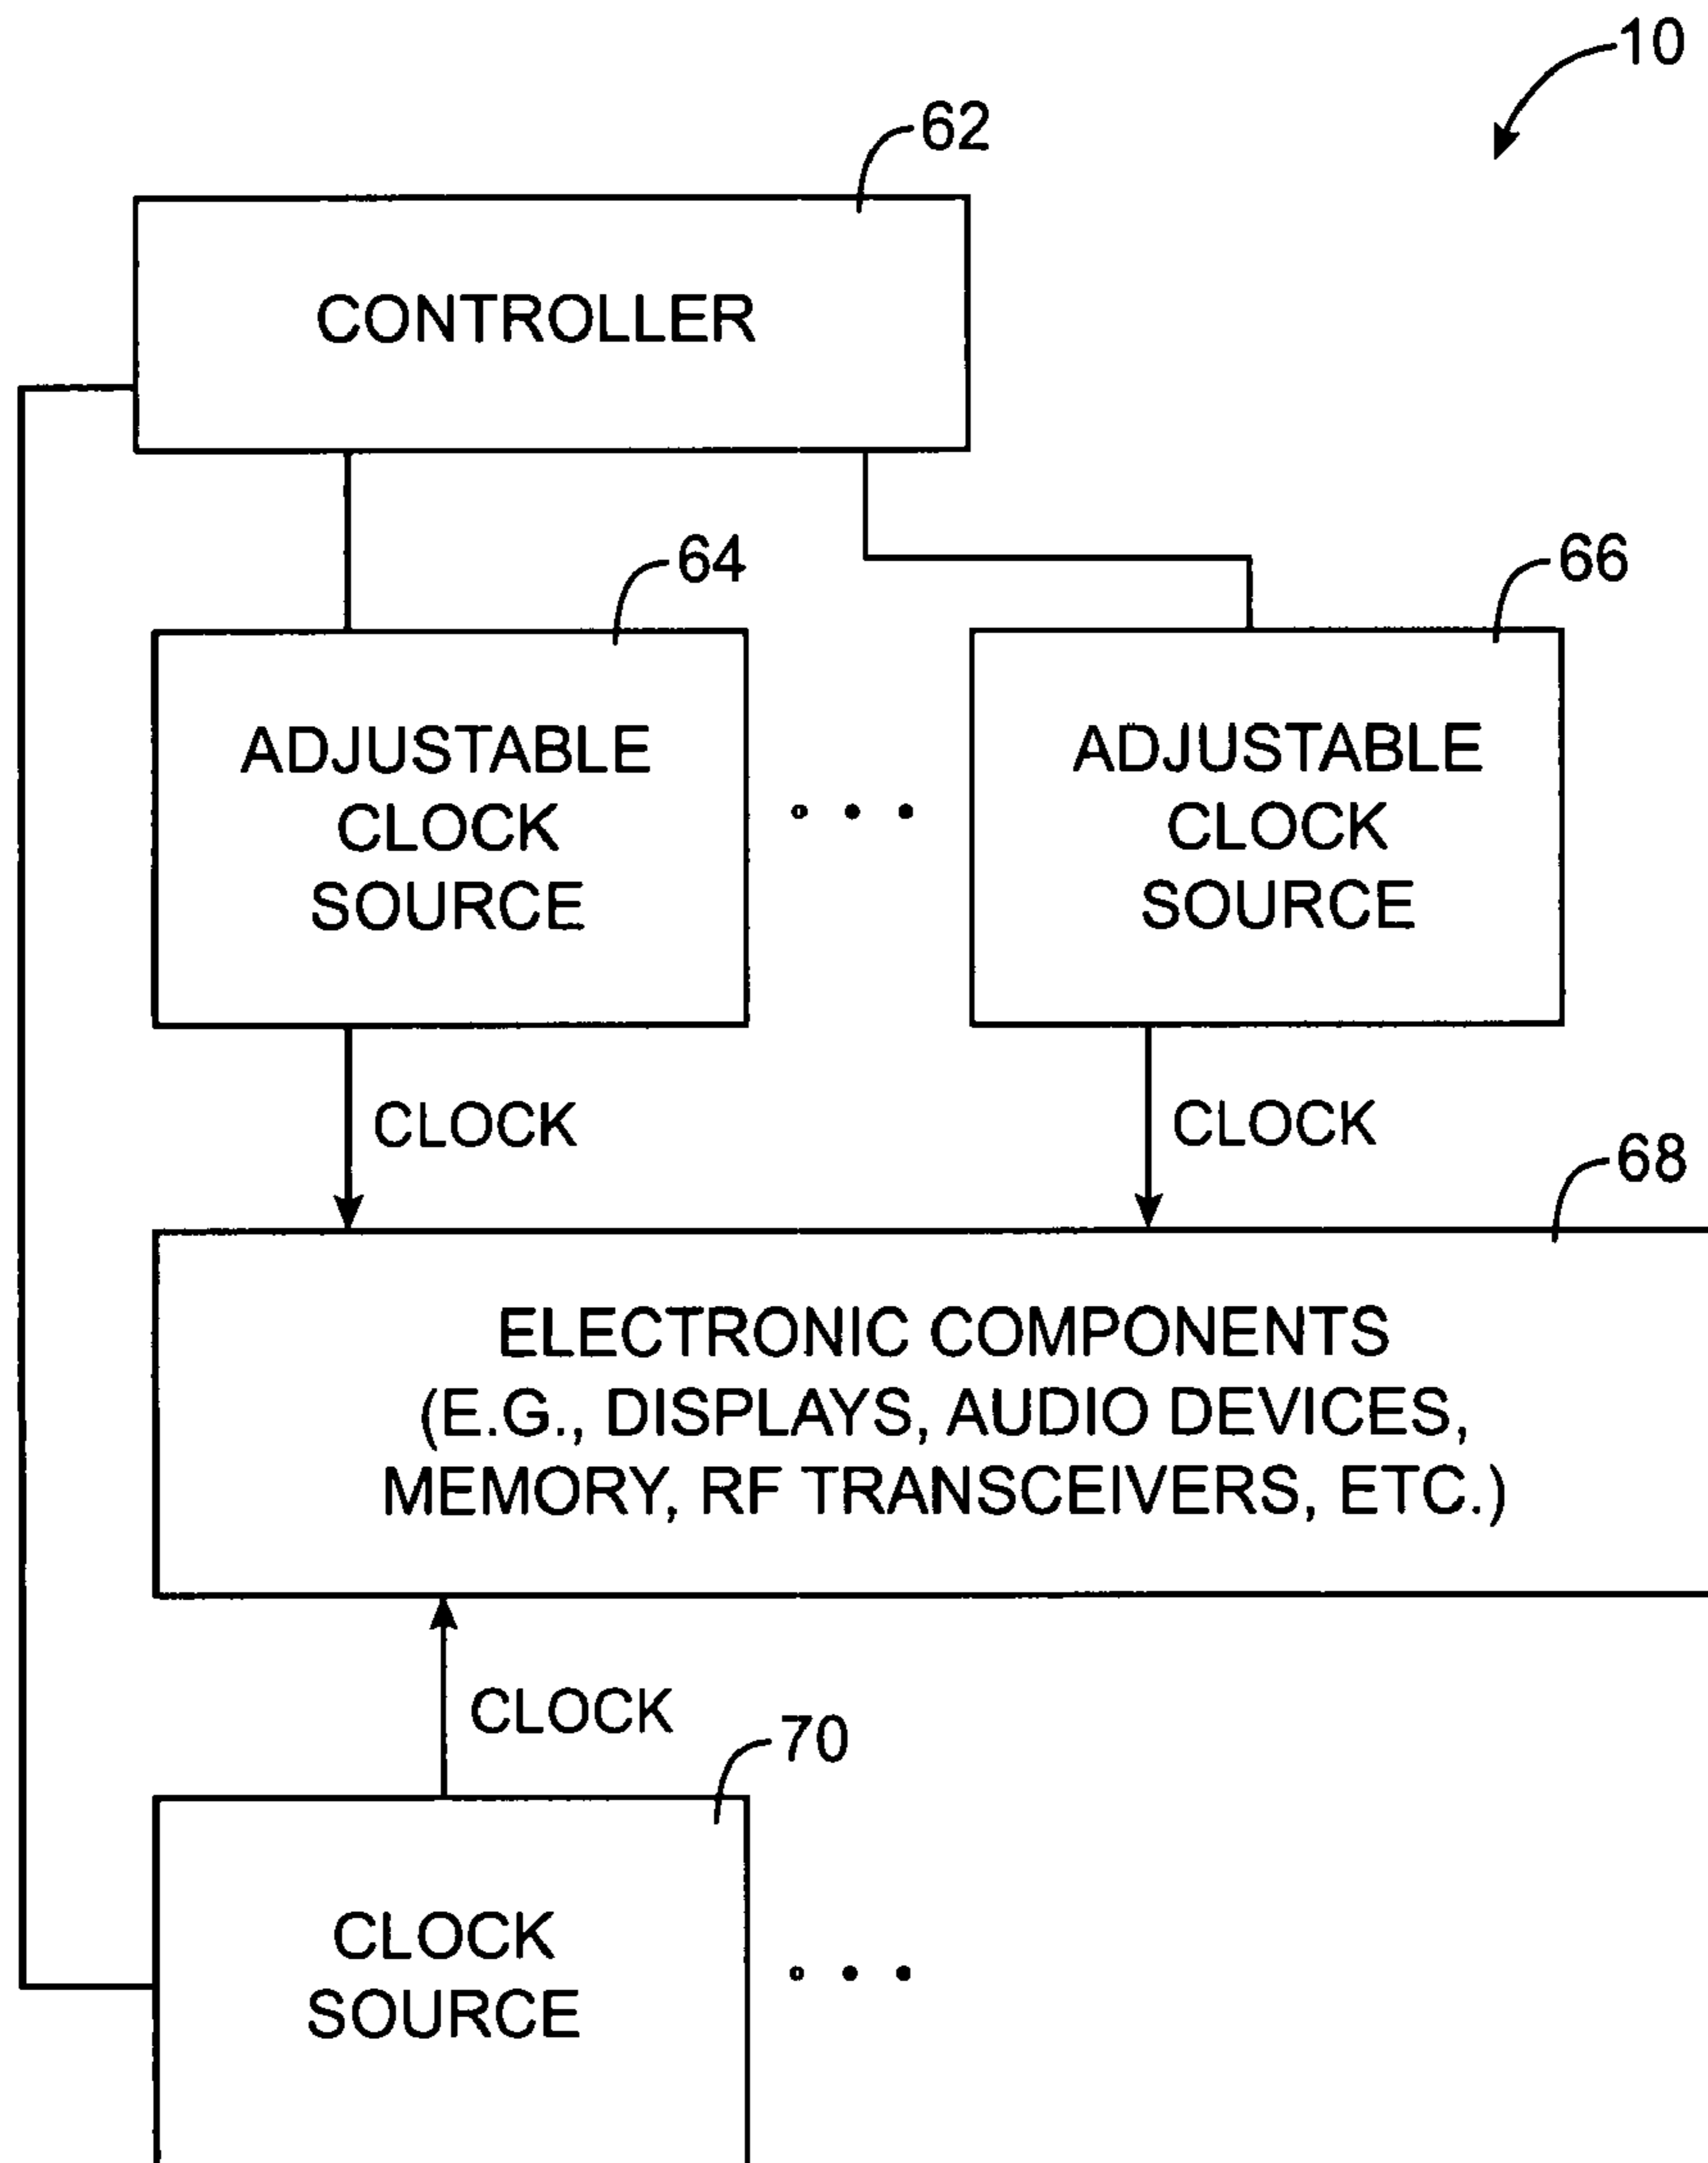 10
62
CONTROLLER
64
66
ADJUSTABLE
CLOCK
SOURCE
ADJUSTABLE
CLOCK
SOURCE
CLOCK
CLOCK
68
ELECTRONIC COMPONENTS
(E.G., DISPLAYS, AUDIO DEVICES,
MEMORY, RF TRANSCEIVERS, ETC.)
CLOCK
70
CLOCK
SOURCE